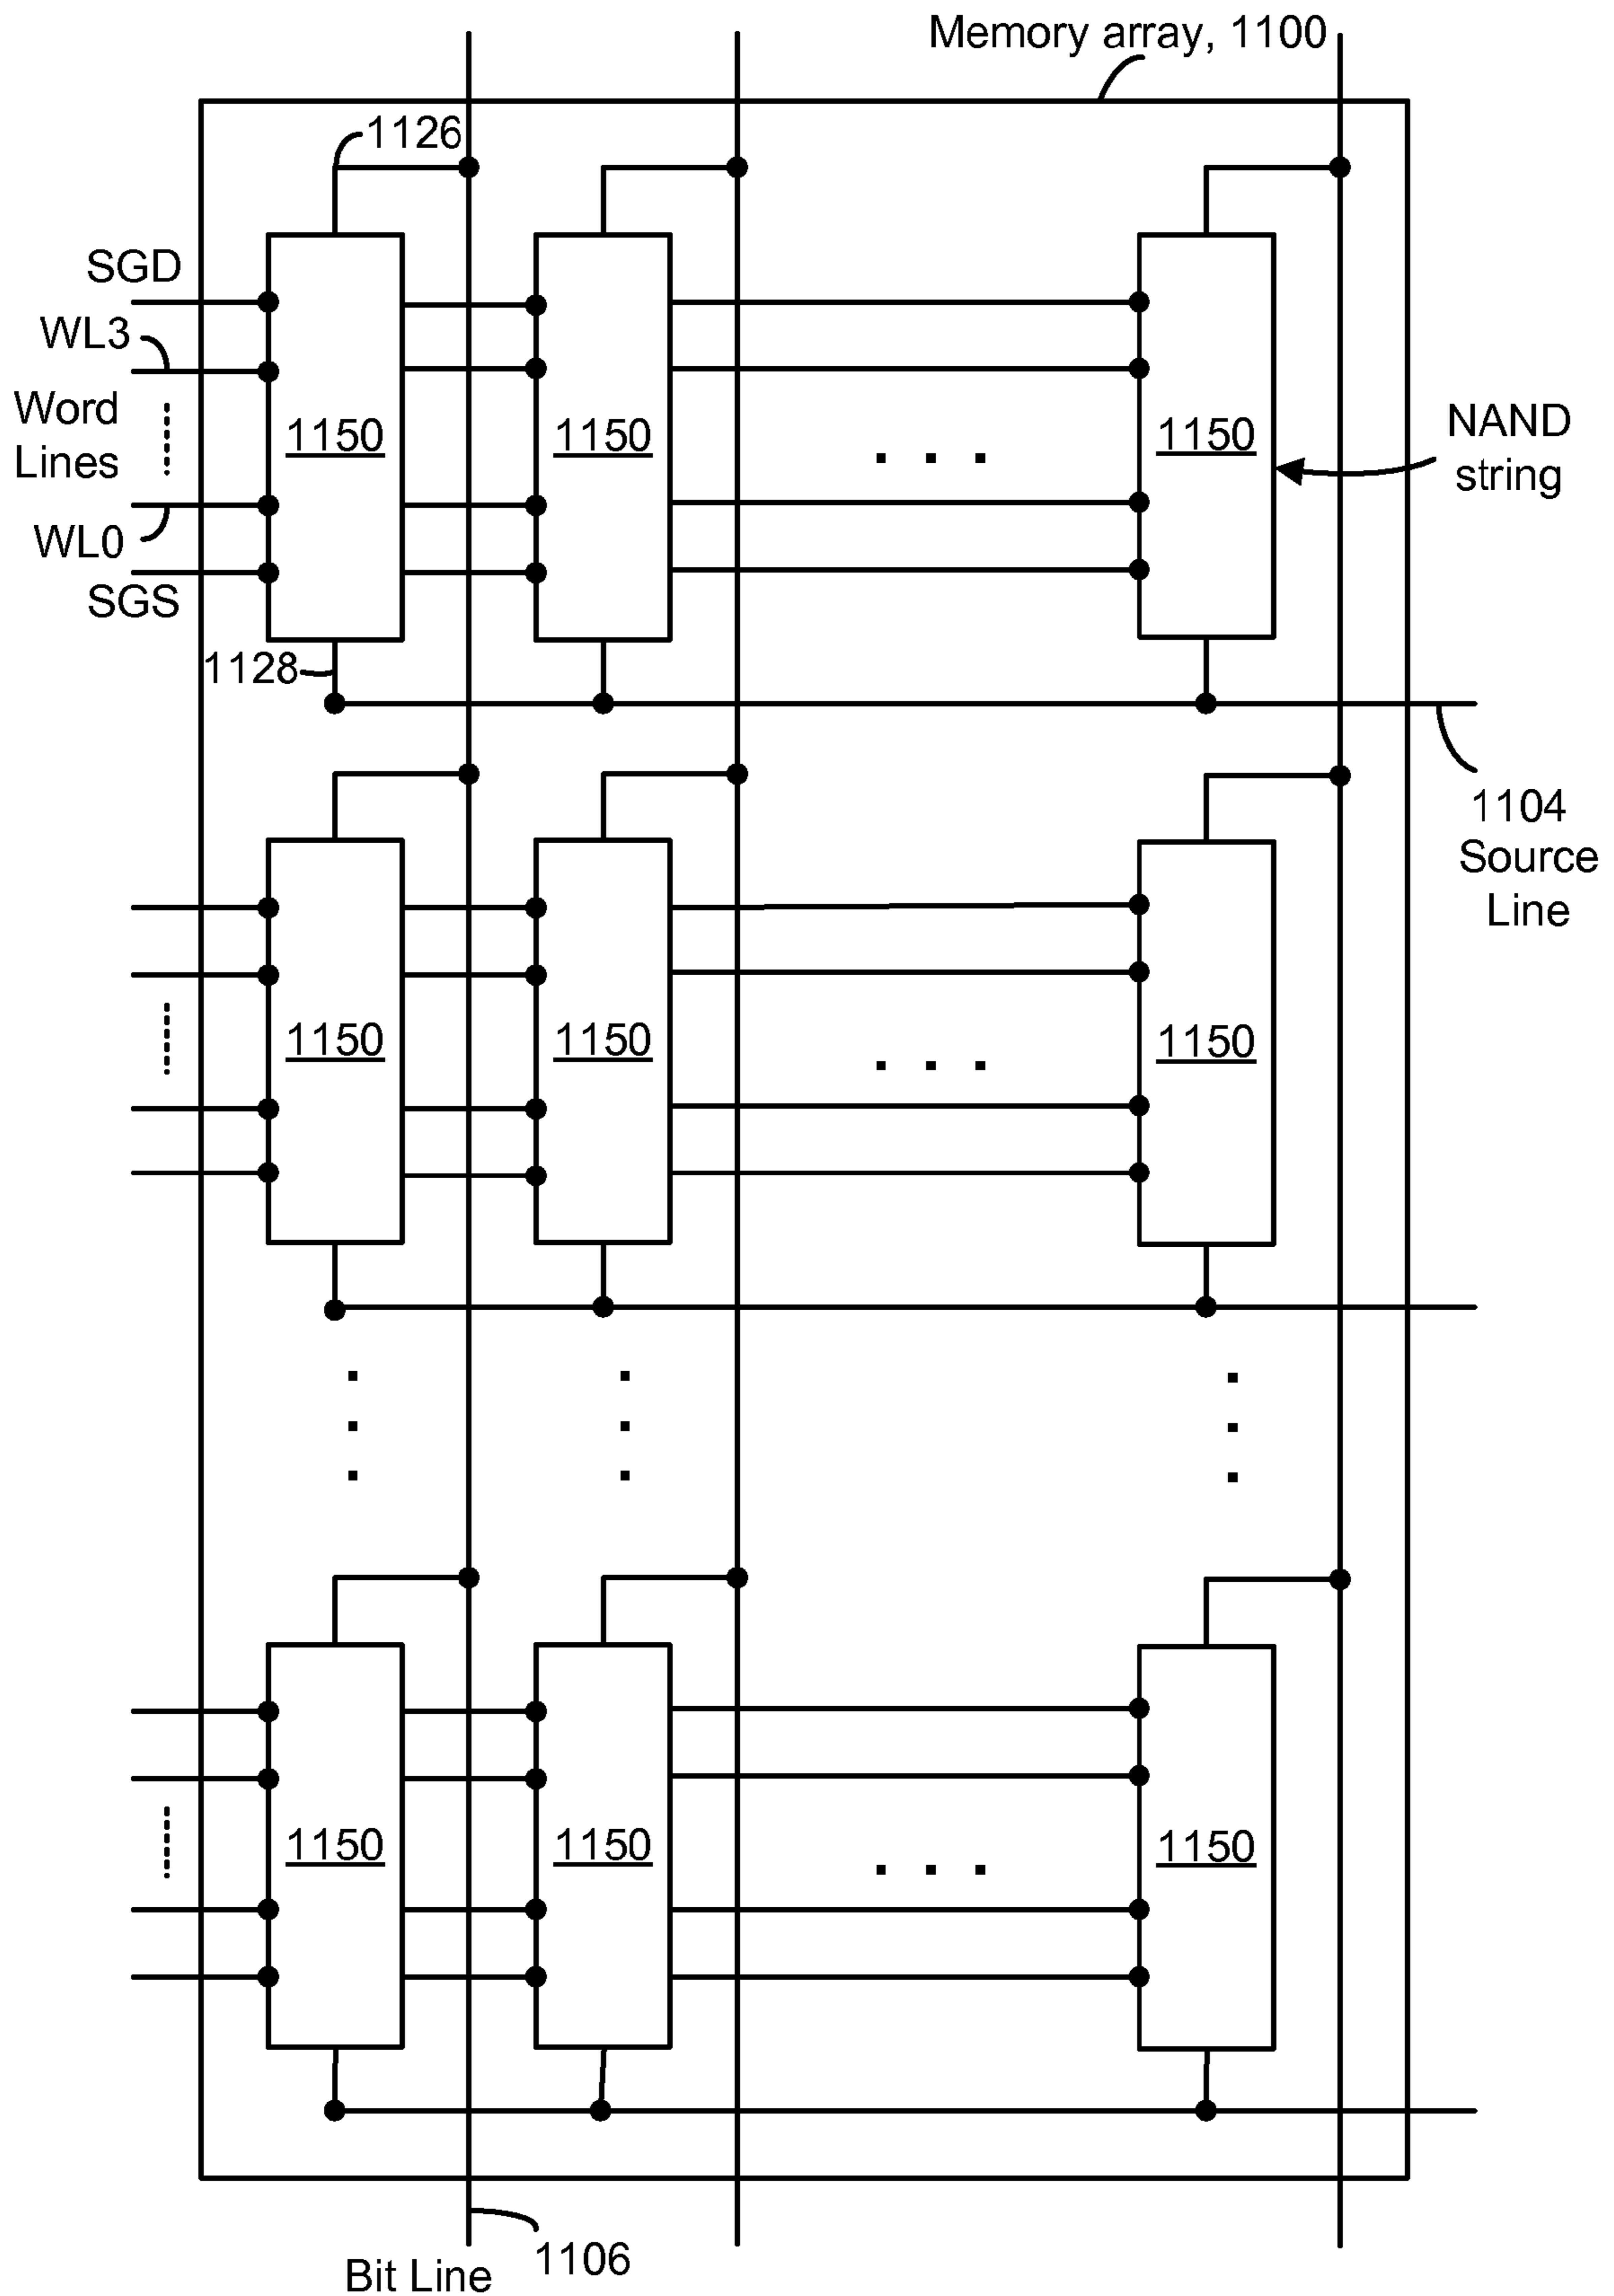 Memory array, 1100
1126
SGD
WL3
Word
Lines
WL0
SGS
1150
1150
. . .
1150
NAND
string
1128
1104
Source
Line
1150
1150
. . .
1150
1150
1150
. . .
1150
1106
Bit Line